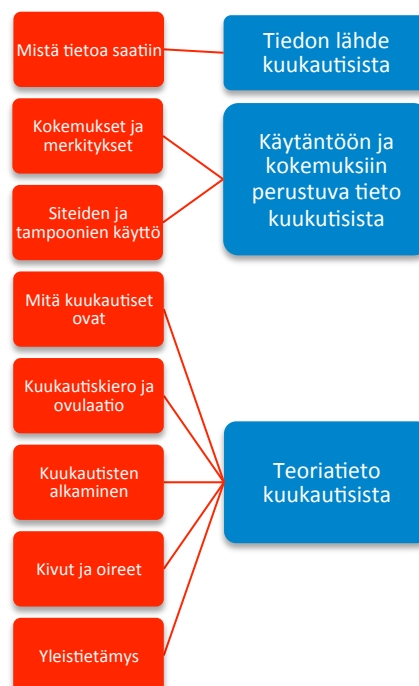 Mistä tietoa saatiin
Tiedon lähde
kuukautisista
Kokemukset ja
merkitykset
Siteiden ja
tampoonien käyttö
Käytäntöön ja
kokemuksiin
perustuva tieto
kuukutisista
Mitä kuukautiset
ovat
Kuukautiskiero ja
ovulaatio
Kuukautisten
alkaminen
Kivut ja oireet
Yleistietämys
Teoriatieto
kuukautisista